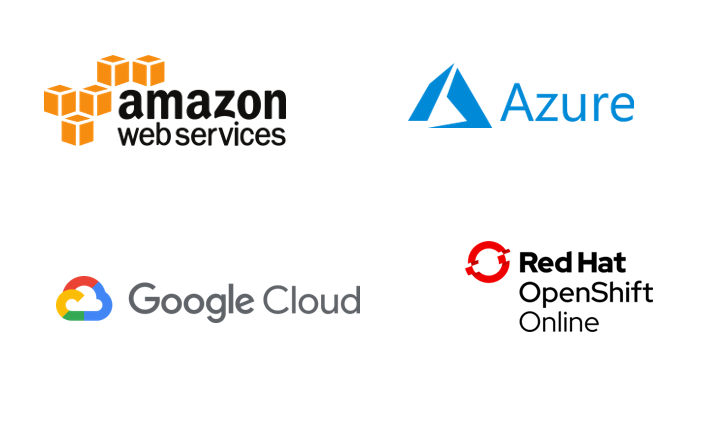 amazon
web services
Azure
Google Cloud
Red Hat
OpenShift
Online